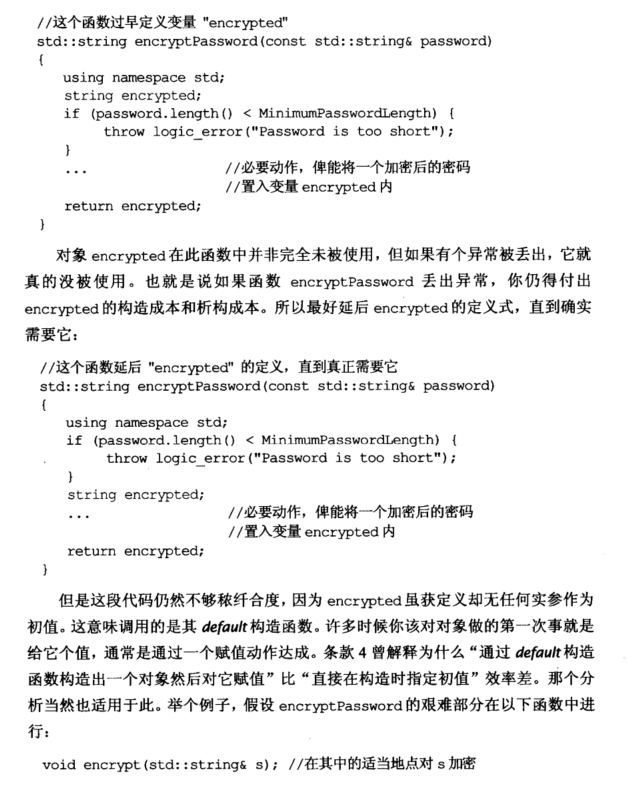 //这个函数过早定义变量 "encrypted"
std::string encryptPassword(const std::string& password)
{
using namespace std;
string encrypted;
if (password.length() < MinimumPasswordLength) {
throw logic_error("Password is too short");
}
... //必要动作，俾能将一个加密后的密码
//置入变量 encrypted 内
return encrypted;
}
对象 encrypted 在此函数中并非完全未被使用，但如果有个异常被丢出，它就
真的没被使用。也就是说如果函数 encryptPassword 丢出异常，你仍得付出
encrypted 的构造成本和析构成本。所以最好延后 encrypted 的定义式，直到确实
需要它：
//这个函数延后 "encrypted" 的定义，直到真正需要它
std::string encryptPassword(const std::string& password)
{
using namespace std;
if (password.length() < MinimumPasswordLength) {
throw logic_error("Password is too short");
}
string encrypted;
... //必要动作，俾能将一个加密后的密码
//置入变量 encrypted 内
return encrypted;
}
但是这段代码仍然不够秾纤合度，因为 encrypted 虽获定义却无任何实参作为
初值。这意味调用的是其 default 构造函数。许多时候你该对对象做的第一次事就是
给它个值，通常是通过一个赋值动作达成。条款 4 曾解释为什么“通过 default 构造
函数构造出一个对象然后对它赋值”比“直接在构造时指定初值”效率差。那个分
析当然也适用于此。举个例子，假设 encryptPassword 的艰难部分在以下函数中进
行：
void encrypt(std::string& s); //在其中的适当地点对 s 加密